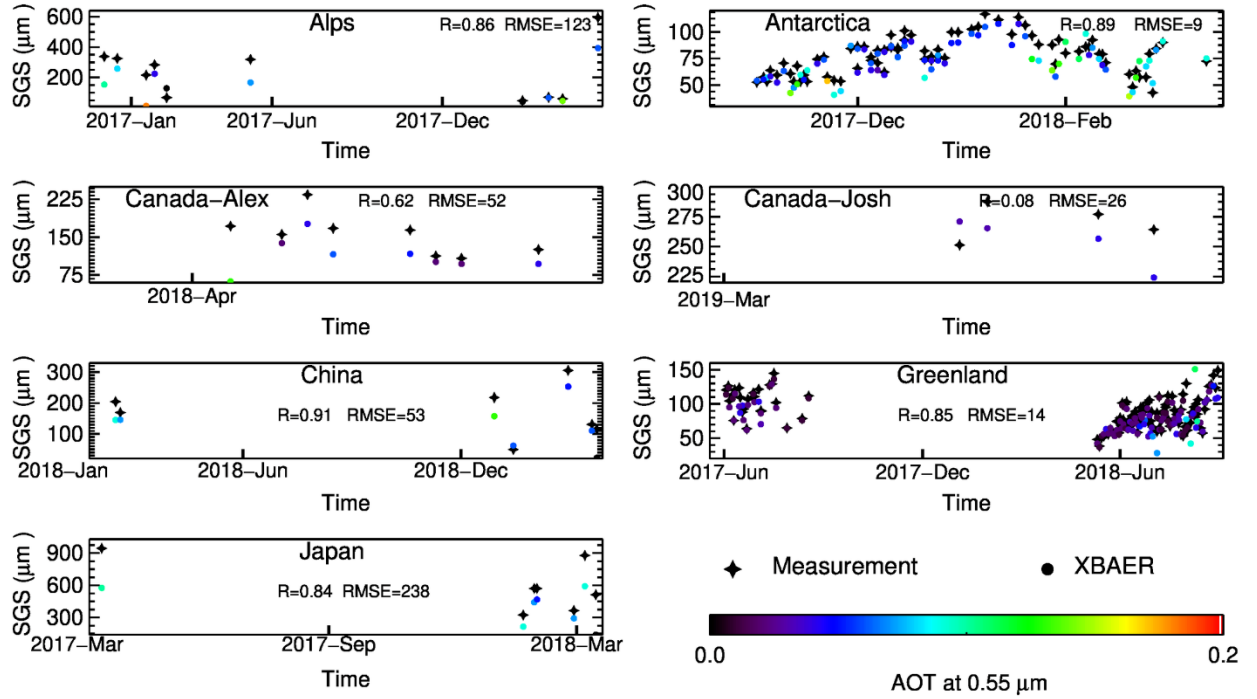 Alps
R=0.86 RMSE=123
SGS (µm )
600
400
200
2017−Jan
2017−Jun
2017−Dec
Time
Antarctica
R=0.89 RMSE=9
SGS (µm )
100
75
50
2017−Dec
2018−Feb
Time
Canada−Alex
R=0.62 RMSE=52
SGS (µm )
225
150
75
2018−Apr
Time
Canada−Josh
R=0.08 RMSE=26
SGS (µm )
300
275
250
225
2019−Mar
Time
China
R=0.91 RMSE=53
SGS (µm )
300
200
100
2018−Jan
2018−Jun
2018−Dec
Time
Greenland
R=0.85 RMSE=14
SGS (µm )
150
100
50
2017−Jun
2017−Dec
2018−Jun
Time
Japan
R=0.84 RMSE=238
SGS (µm )
900
600
300
2017−Mar
2017−Sep
2018−Mar
Time
Measurement
XBAER
0.0
0.2
AOT at 0.55 µm